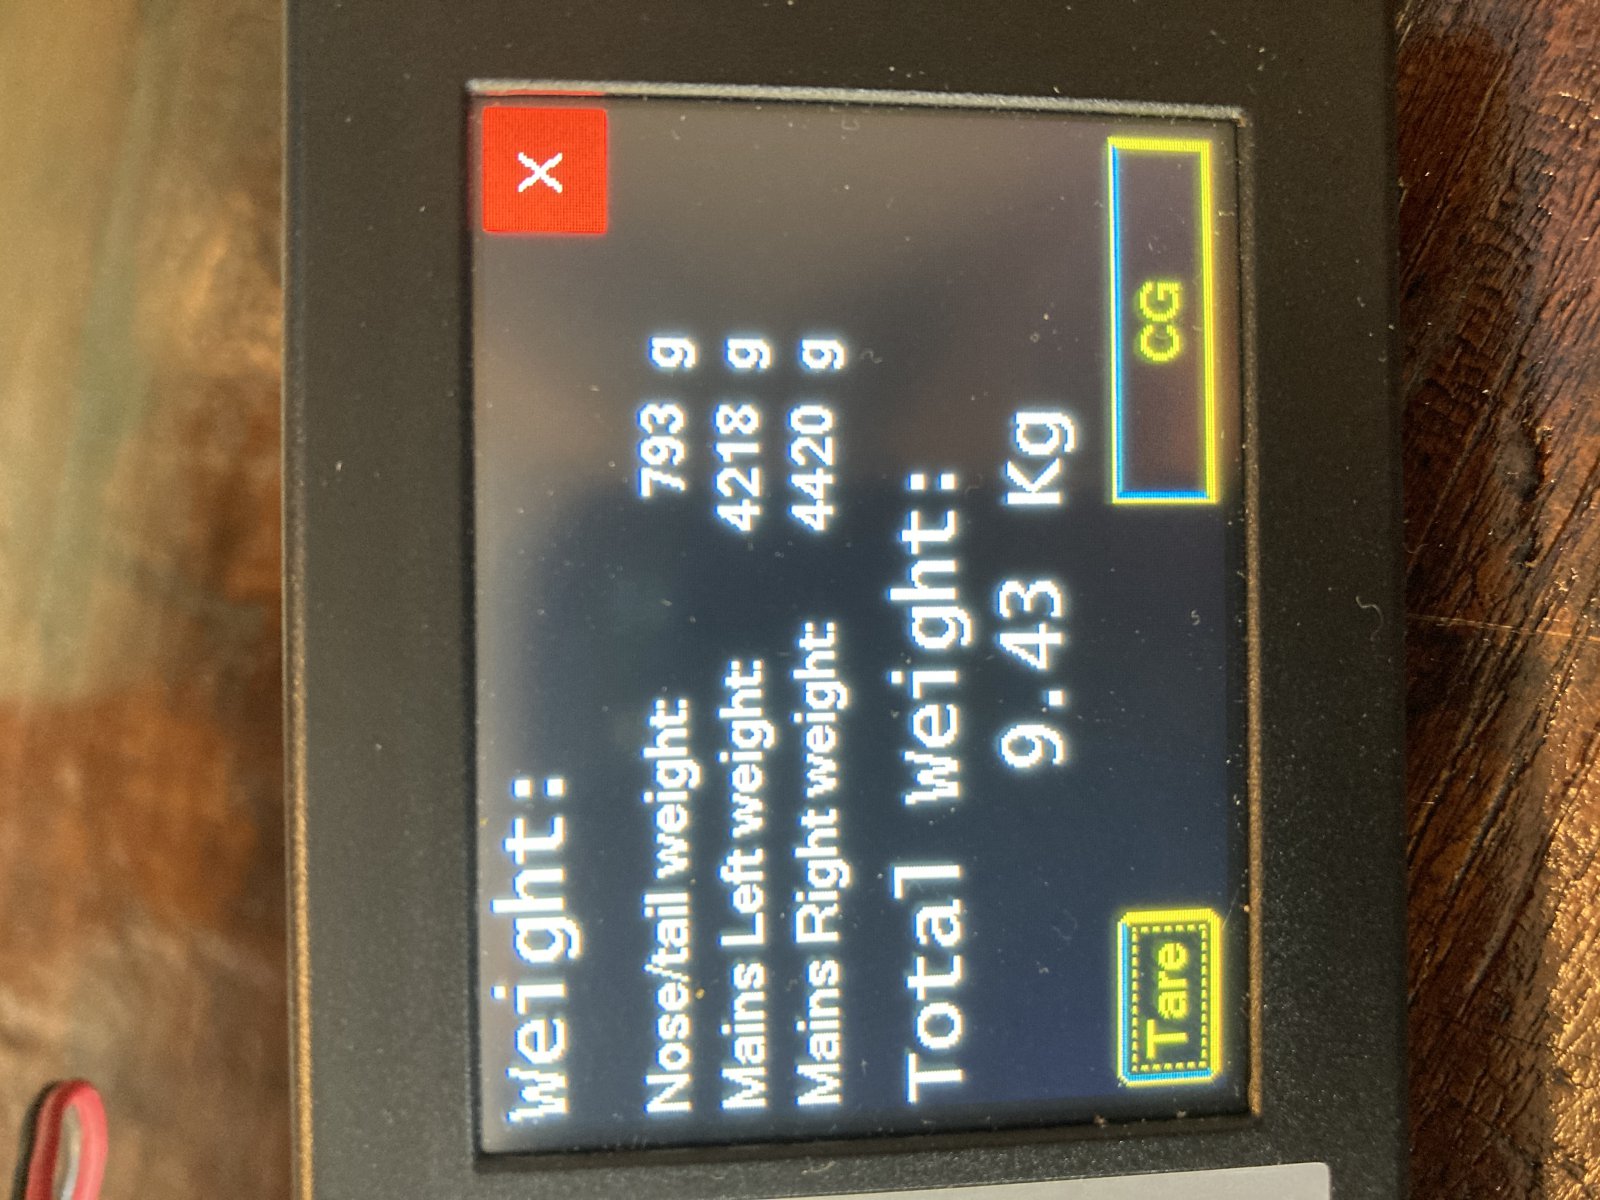 Weight:
X
Nose/tail weight: 793 g
Mains Left weight: 4218 g
Mains Right weight: 4420 g
Total Weight:
9.43 Kg
Tare
CG